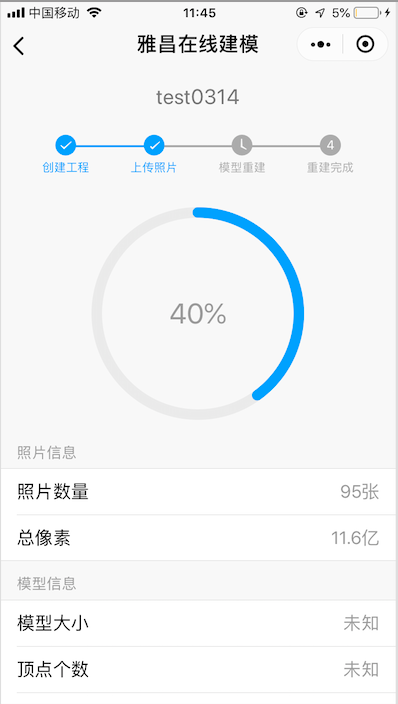 中国移动 11:45 5%
雅昌在线建模
test0314
4
创建工程 上传照片 模型重建 重建完成
40%
照片信息
照片数量 95张
总像素 11.6亿
模型信息
模型大小 未知
顶点个数 未知